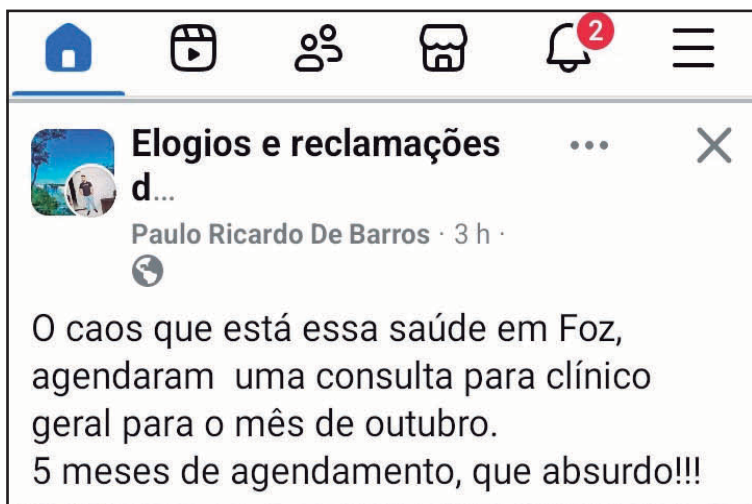 2
Elogios e reclamações
d...
Paulo Ricardo De Barros · 3 h ·
O caos que está essa saúde em Foz,
agendaram uma consulta para clínico
geral para o mês de outubro.
5 meses de agendamento, que absurdo!!!